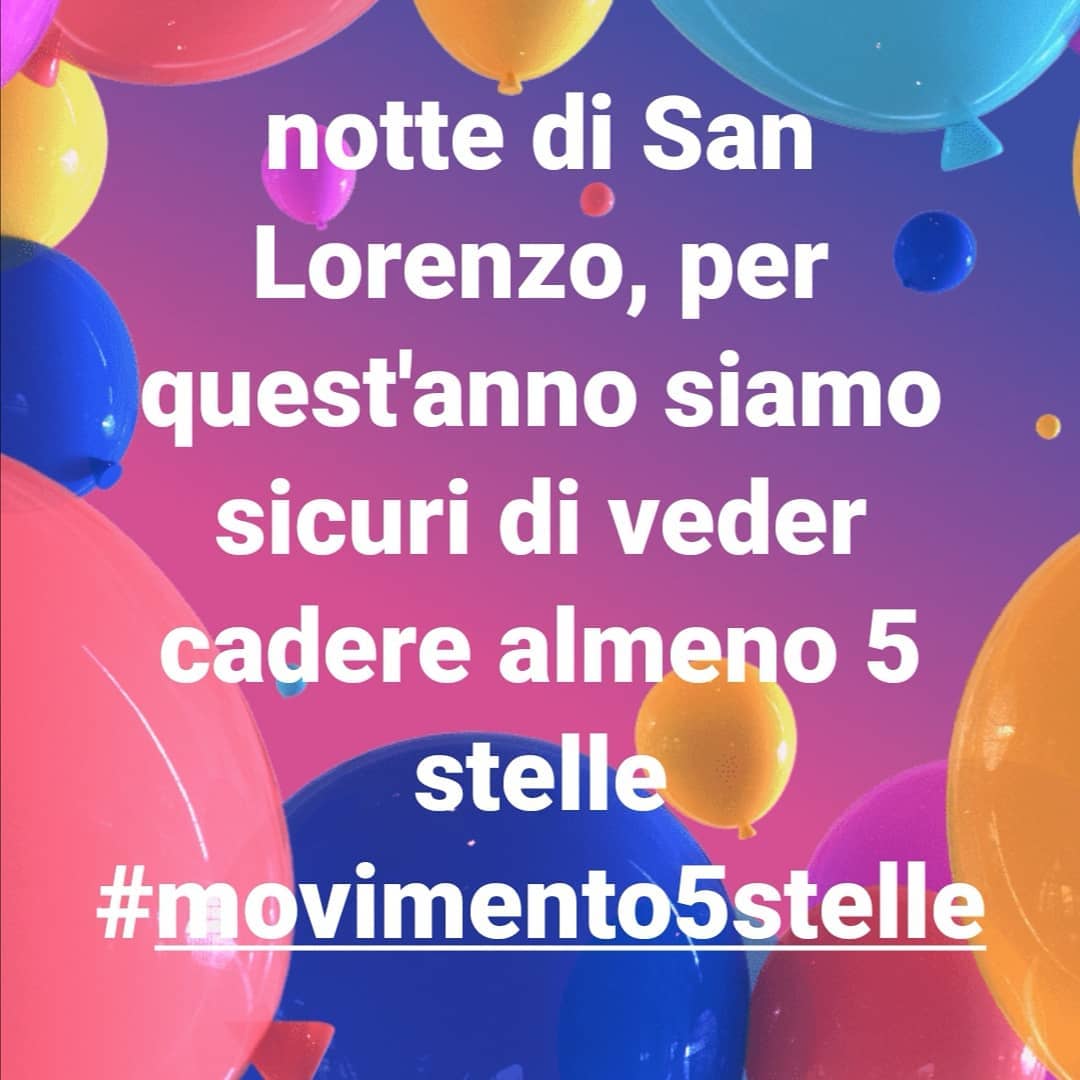 notte di San
Lorenzo, per
quest'anno siamo
sicuri di veder
cadere almeno 5
stelle
#movimento5stelle